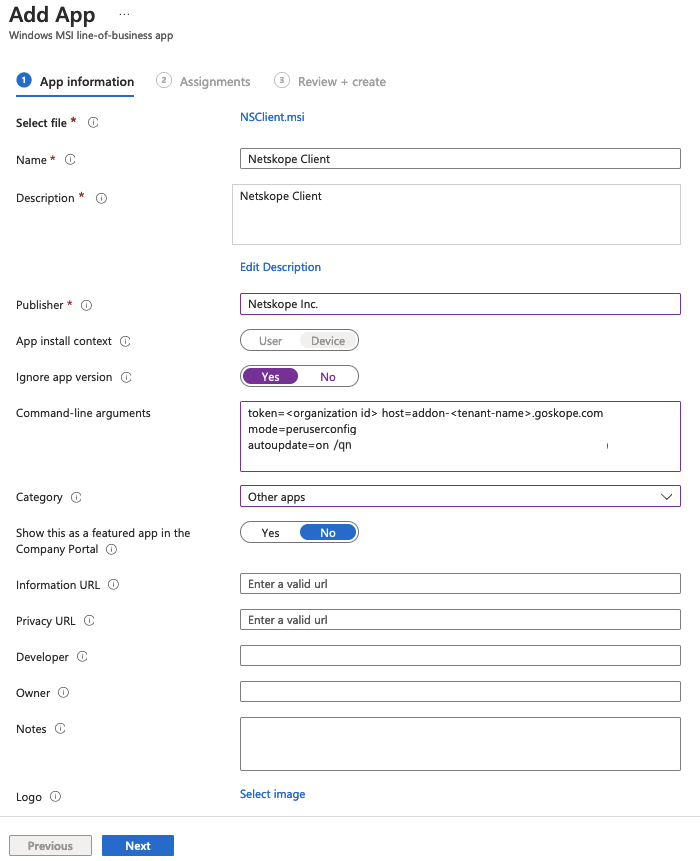 Add App ...
Windows MSI line-of-business app
1 App information 2 Assignments 3 Review + create
Select file * NSClient.msi
Name * Netskope Client
Description * Netskope Client
Edit Description
Publisher * Netskope Inc.
App install context User Device
Ignore app version Yes No
Command-line arguments token=<organization id> host=addon-<tenant-name>.goskope.com
mode=peruserconfig
autoupdate=on /qn
Category Other apps
Show this as a featured app in the Yes No
Company Portal
Information URL Enter a valid url
Privacy URL Enter a valid url
Developer
Owner
Notes
Logo Select image
Previous Next